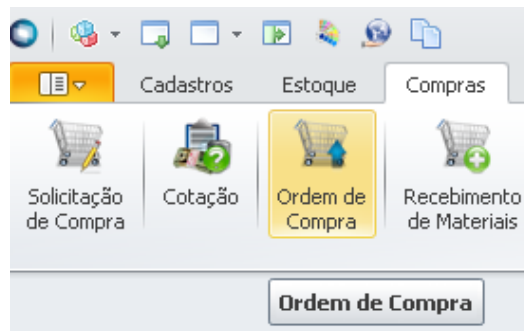 Cadastros Estoque Compras
Solicitação Cotação Ordem de Recebimento
de Compra Compra de Materiais
Ordem de Compra